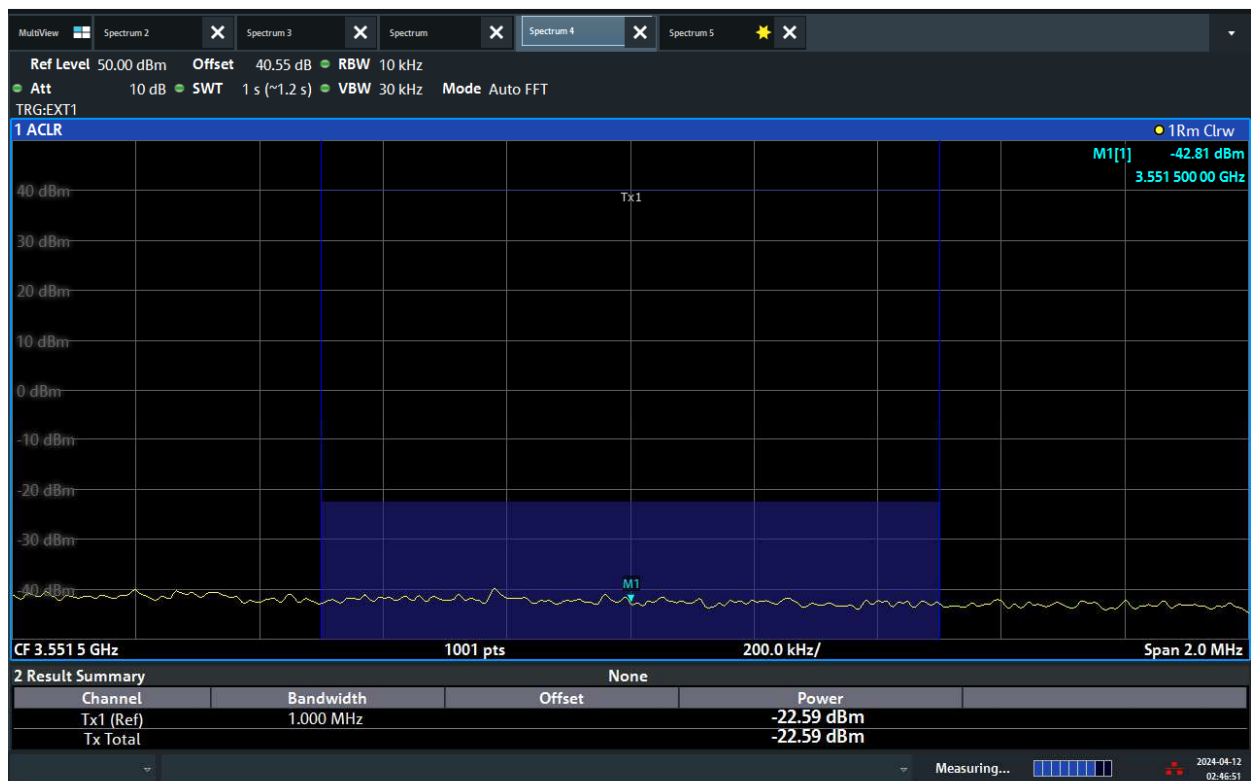 MultiView Spectrum 2 Spectrum 3 Spectrum Spectrum 4 Spectrum 5
Ref Level 50.00 dBm Offset 40.55 dB RBW 10 kHz
Att 10 dB SWT 1 s (~1.2 s) VBW 30 kHz Mode Auto FFT
TRG:EXT1
1 ACLR 1Rm Clrw
M1[1] -42.81 dBm
3.551 500 00 GHz
40 dBm
Tx1
30 dBm
20 dBm
10 dBm
0 dBm
-10 dBm
-20 dBm
-30 dBm
M1
-40 dBm
CF 3.551 5 GHz 1001 pts 200.0 kHz/ Span 2.0 MHz
2 Result Summary None
Channel Bandwidth Offset Power
Tx1 (Ref) 1.000 MHz -22.59 dBm
Tx Total -22.59 dBm
Measuring... 2024-04-12
02:46:51